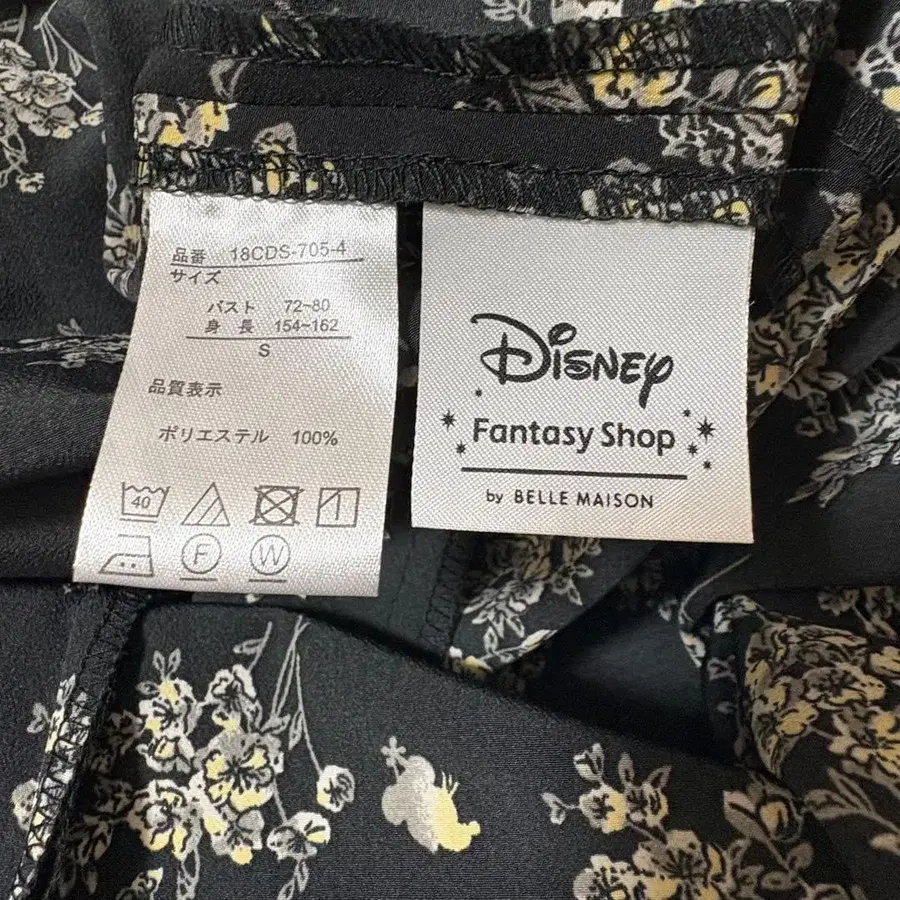 品番 18CDS-705-4
サイズ
バスト 72~80
身長 154~162
S
品質表示
ポリエステル 100%
40
F
W
Disney
Fantasy Shop
by BELLE MAISON